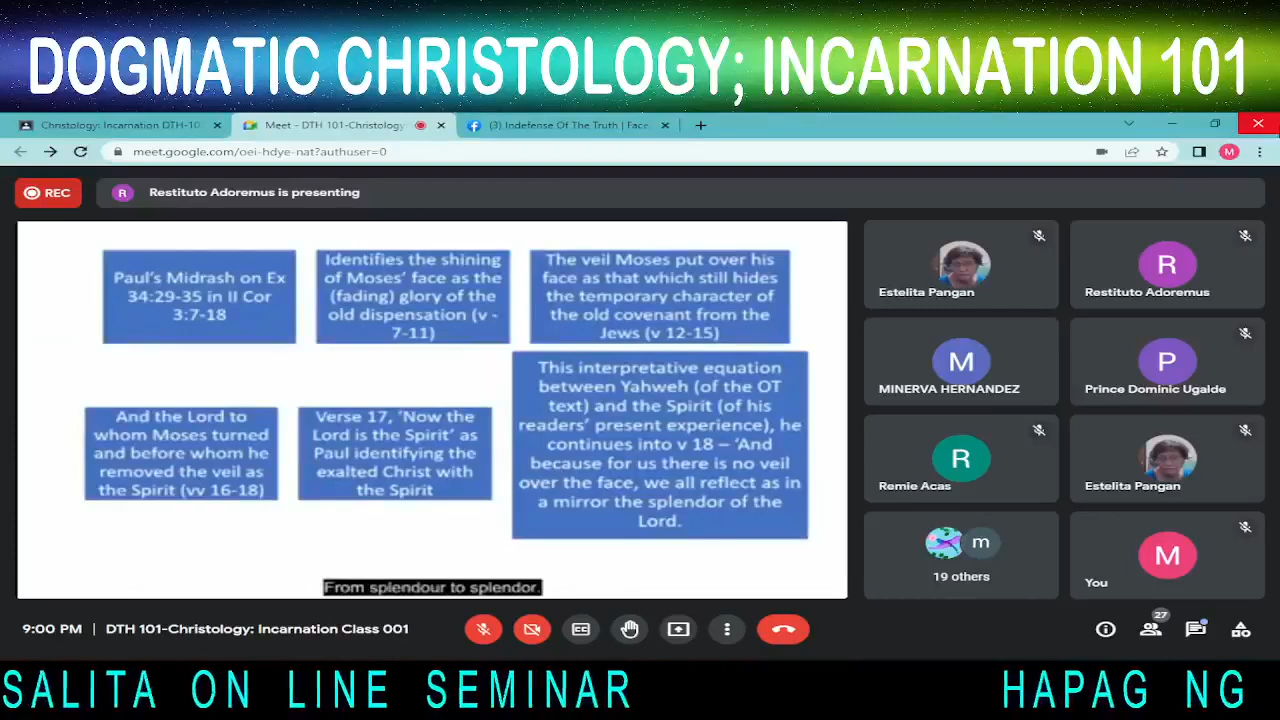 DOGMATIC CHRISTOLOGY; INCARNATION 101
Christology: Incarnation DTH-10
Meet - DTH 101-Christology
(3) Indefense Of The Truth | Face
meet.google.com/oei-hdye-nat?authuser=0
M
REC
R
Restituto Adoremus is presenting
Paul's Midrash on Ex
34:29-35 in II Cor
3:7-18
Identifies the shining
of Moses' face as the
(fading) glory of the
old dispensation (v -
7-11)
The veil Moses put over his
face as that which still hides
the temporary character of
the old covenant from the
Jews (v 12-15)
And the Lord to
whom Moses turned
and before whom he
removed the veil as
the Spirit (vv 16-18)
Verse 17, 'Now the
Lord is the Spirit' as
Paul identifying the
exalted Christ with
the Spirit
This interpretative equation
between Yahweh (of the OT
text) and the Spirit (of his
readers' present experience), he
continues into v 18 – 'And
because for us there is no veil
over the face, we all reflect as in
a mirror the splendor of the
Lord.
From splendour to splendor.
Estelita Pangan
R
Restituto Adoremus
M
MINERVA HERNANDEZ
P
Prince Dominic Ugalde
R
Remie Acas
Estelita Pangan
m
19 others
M
You
9:00 PM | DTH 101-Christology: Incarnation Class 001
CC
27
SALITA ON LINE SEMINAR
HAPAG NG